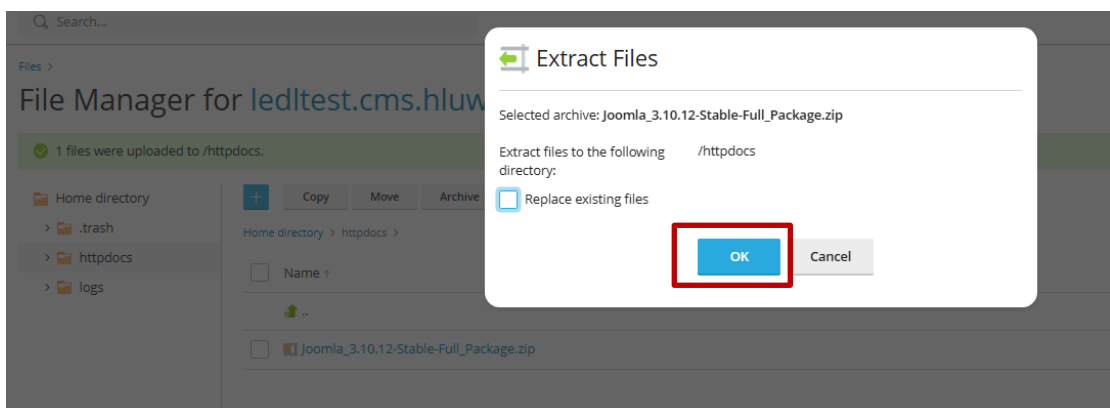 Search...
Files >
File Manager for ledltest.cms.hluw
1 files were uploaded to /httpdocs.
Home directory
> .trash
> httpdocs
> logs
+ Copy Move Archive
Home directory > httpdocs >
Name ↑
..
Joomla_3.10.12-Stable-Full_Package.zip
Extract Files
Selected archive: Joomla_3.10.12-Stable-Full_Package.zip
Extract files to the following /httpdocs
directory:
Replace existing files
OK Cancel